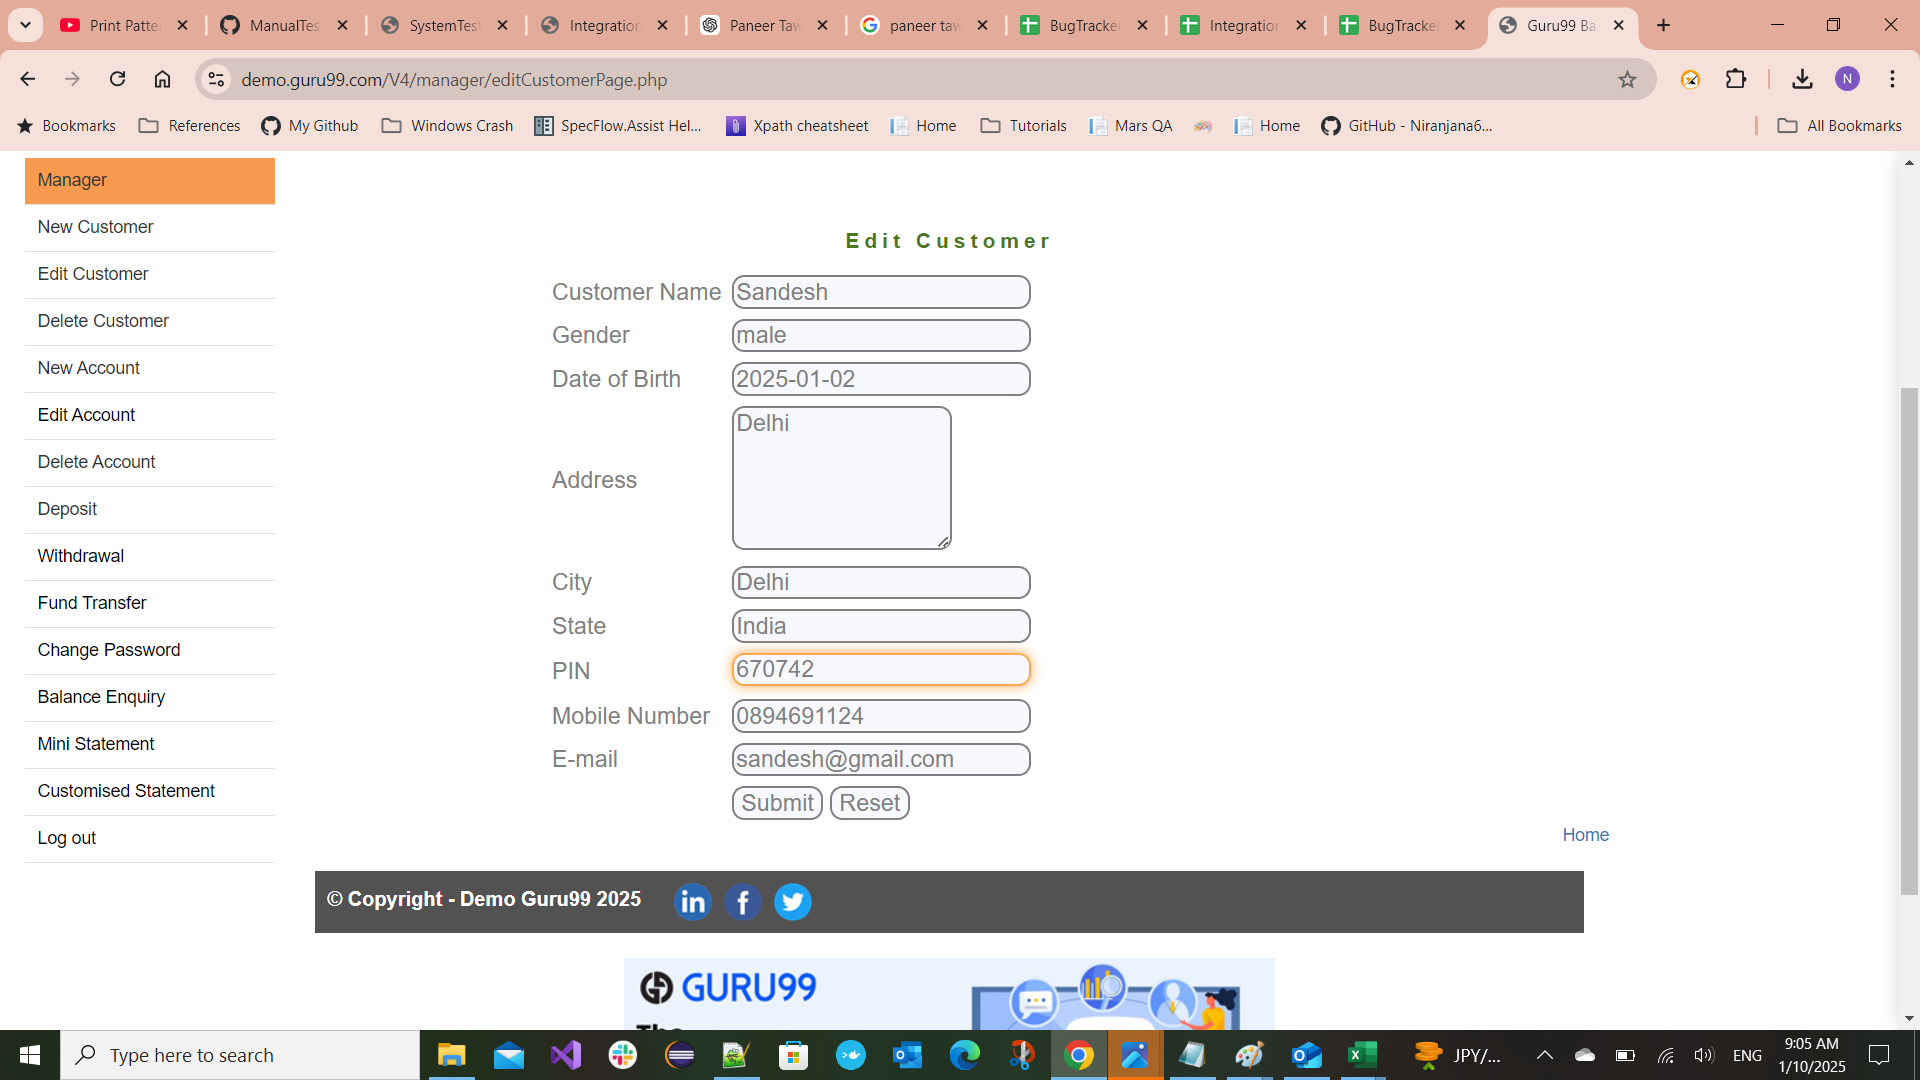 Print Patter
ManualTes
SystemTest
Integration
Paneer Taw
paneer taw
BugTracke
Integration
BugTracke
Guru99 Ba
demo.guru99.com/V4/manager/editCustomerPage.php
N
Bookmarks
References
My Github
Windows Crash
SpecFlow.Assist Hel...
Xpath cheatsheet
Home
Tutorials
Mars QA
Home
GitHub - Niranjana6...
All Bookmarks
Manager
New Customer
Edit Customer
Delete Customer
New Account
Edit Account
Delete Account
Deposit
Withdrawal
Fund Transfer
Change Password
Balance Enquiry
Mini Statement
Customised Statement
Log out
Edit Customer
Customer Name Sandesh
Gender male
Date of Birth 2025-01-02
Address Delhi
City Delhi
State India
PIN 670742
Mobile Number 0894691124
E-mail sandesh@gmail.com
Submit Reset
Home
© Copyright - Demo Guru99 2025
GURU99
The
Type here to search
JPY/...
ENG
9:05 AM
1/10/2025